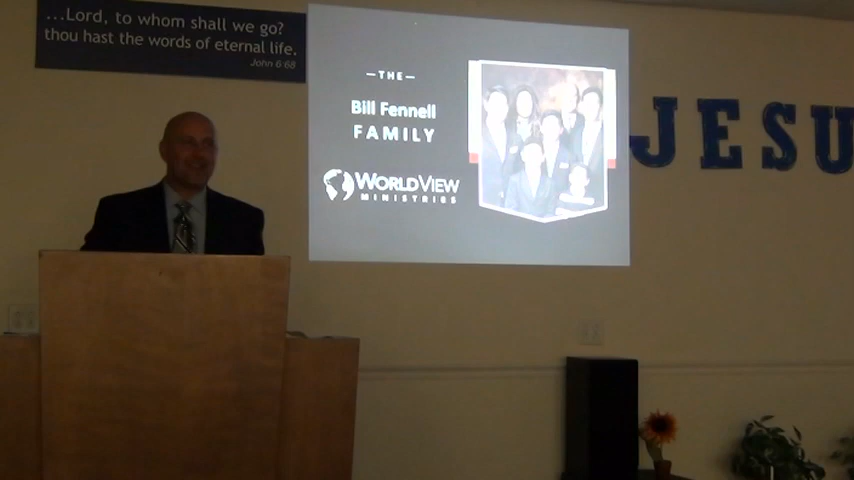 ...Lord, to whom shall we go?
thou hast the words of eternal life.
John 6:68
—THE—
Bill Fennell
FAMILY
WORLDVIEW
MINISTRIES
JESU